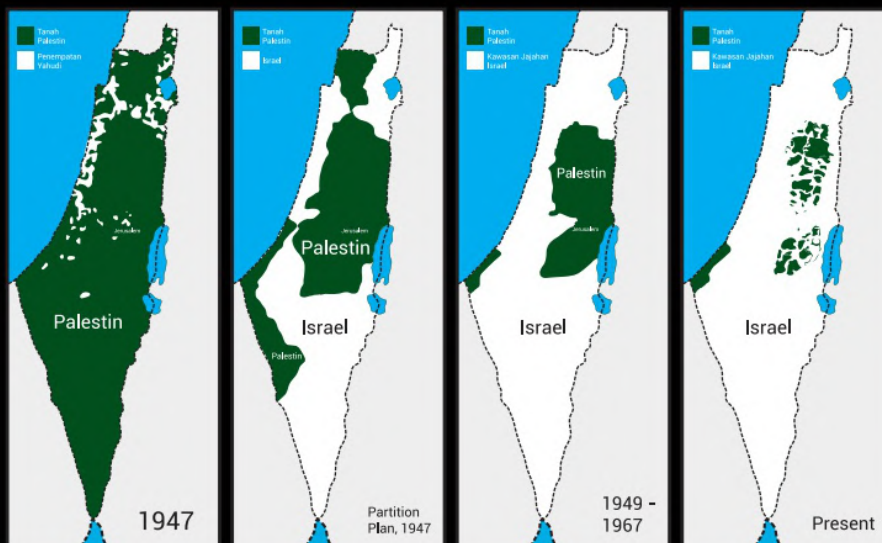 Tanah
Palestin
Penempatan
Yahudi
Jerusalem
Palestin
1947
Tanah
Palestin
Israel
Jerusalem
Palestin
Israel
Palestin
Partition
Plan, 1947
Tanah
Palestin
Kawasan Jajahan
Israel
Palestin
Jerusalem
Israel
1949 -
1967
Tanah
Palestin
Kawasan Jajahan
Israel
Israel
Present